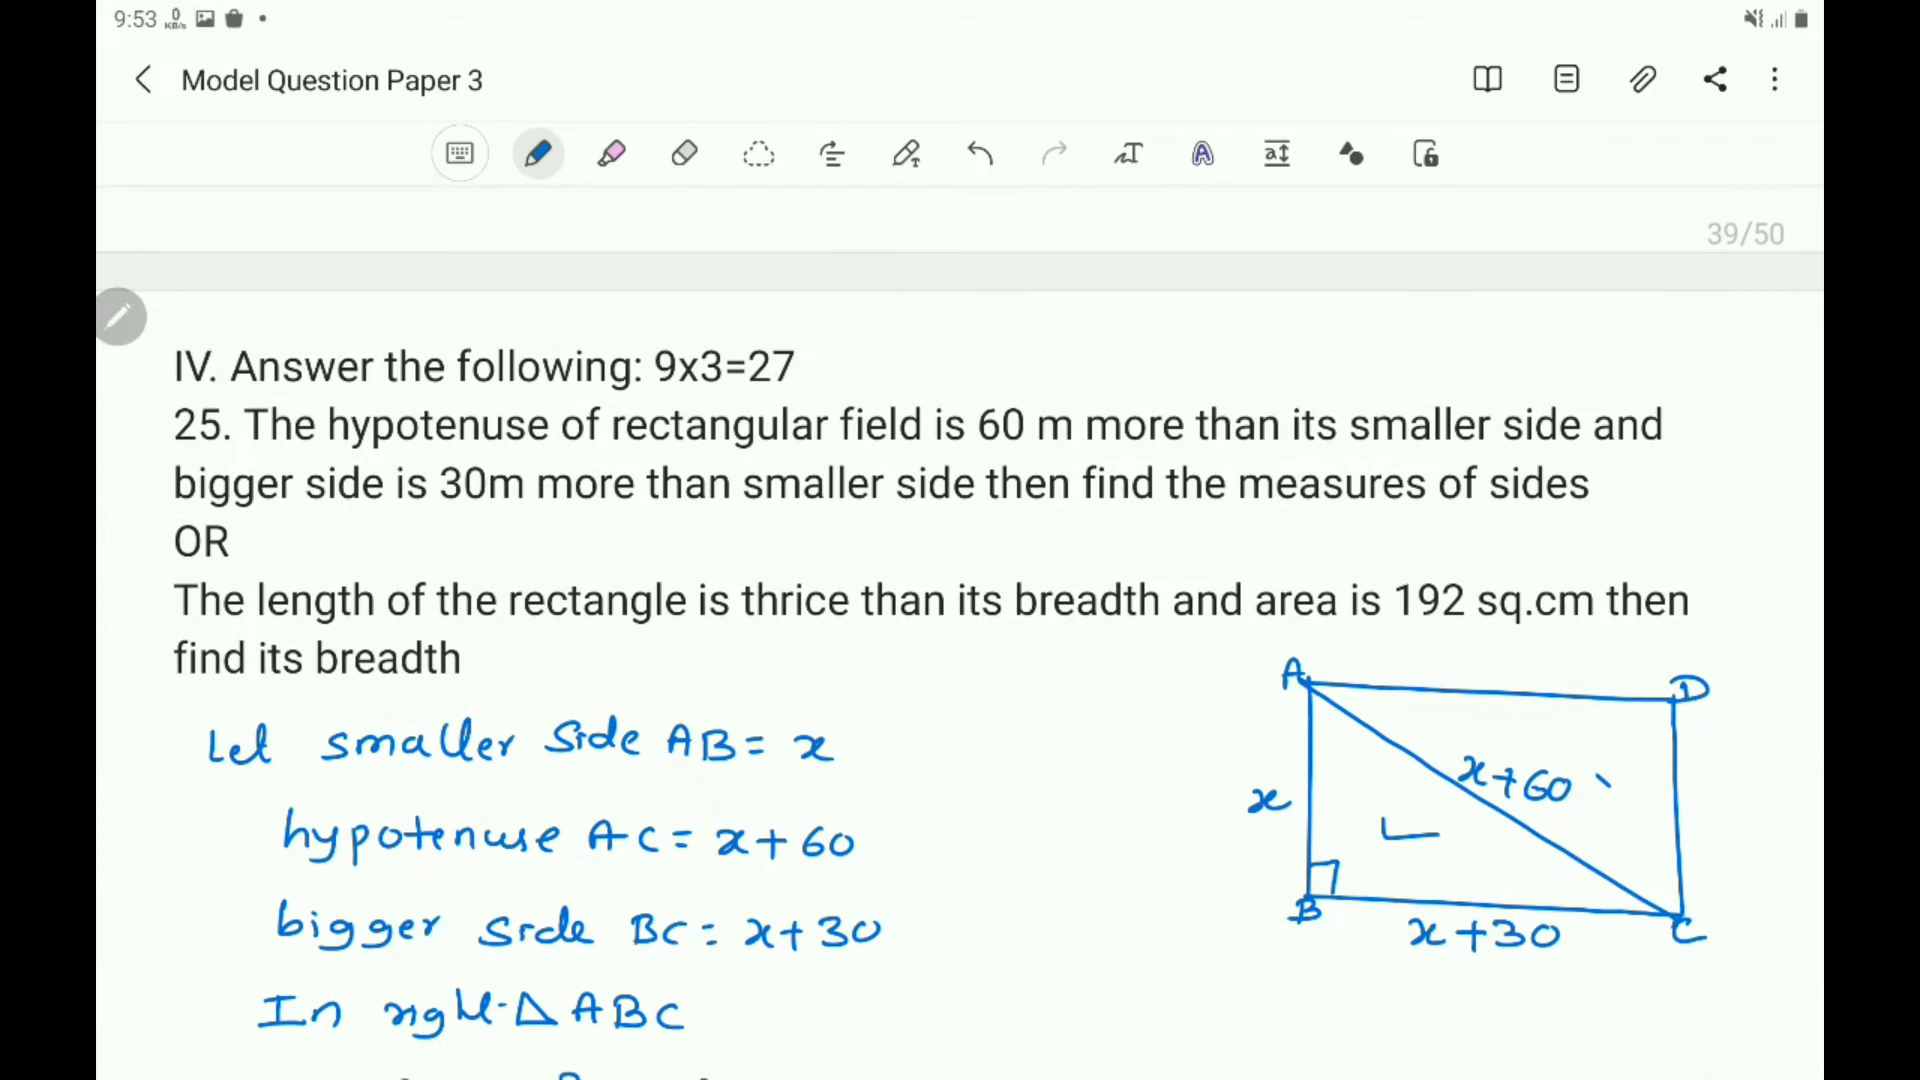 9:53 0 KB/s
Model Question Paper 3
39/50
IV. Answer the following: 9x3=27
25. The hypotenuse of rectangular field is 60 m more than its smaller side and
bigger side is 30m more than smaller side then find the measures of sides
OR
The length of the rectangle is thrice than its breadth and area is 192 sq.cm then
find its breadth
A
D
Let smaller side AB = x
x+60
x
hypotenuse AC = x+60
B
C
bigger side BC = x+30
x+30
In right △ ABC